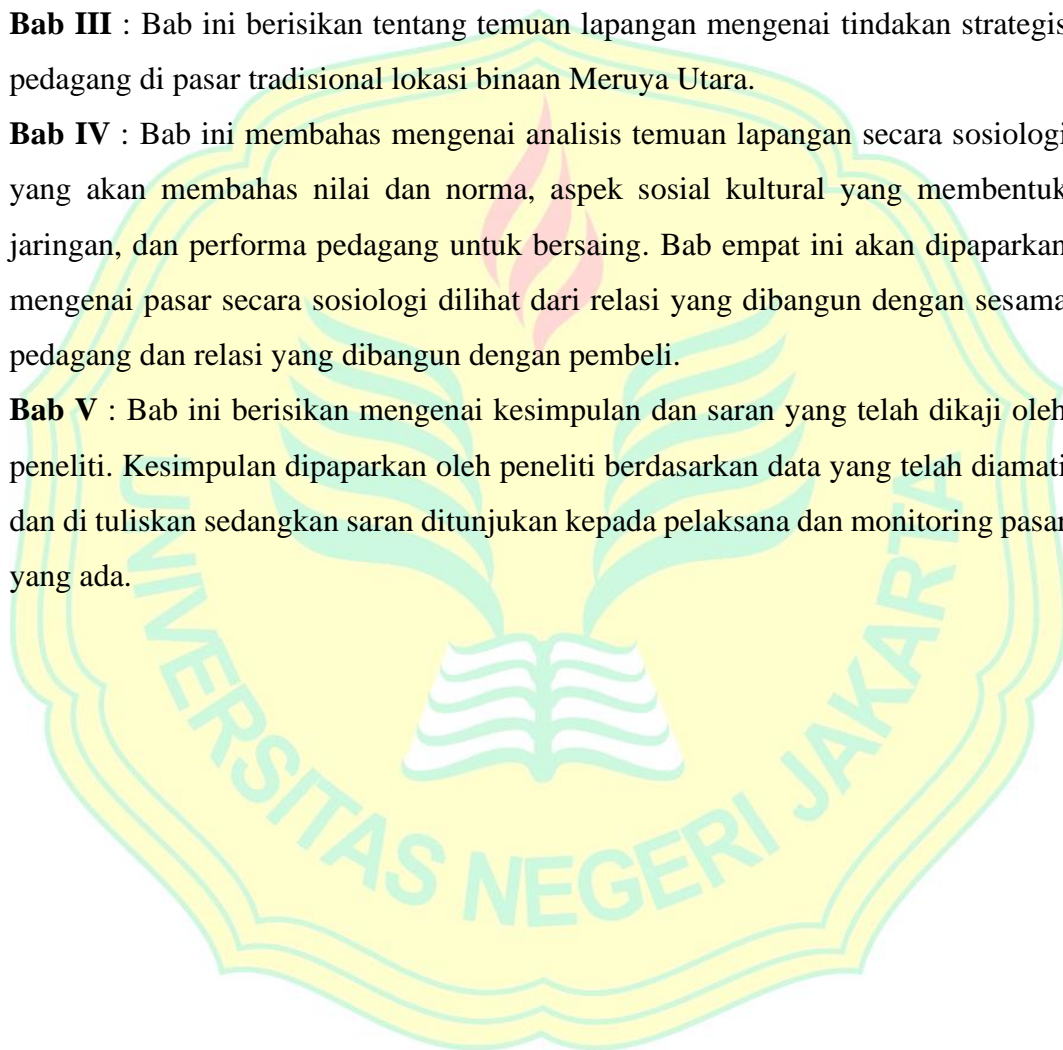 Bab III : Bab ini berisikan tentang temuan lapangan mengenai tindakan strategis
pedagang di pasar tradisional lokasi binaan Meruya Utara.
Bab IV : Bab ini membahas mengenai analisis temuan lapangan secara sosiologi
yang akan membahas nilai dan norma, aspek sosial kultural yang membentuk
jaringan, dan performa pedagang untuk bersaing. Bab empat ini akan dipaparkan
mengenai pasar secara sosiologi dilihat dari relasi yang dibangun dengan sesama
pedagang dan relasi yang dibangun dengan pembeli.
Bab V : Bab ini berisikan mengenai kesimpulan dan saran yang telah dikaji oleh
peneliti. Kesimpulan dipaparkan oleh peneliti berdasarkan data yang telah diamati
dan di tuliskan sedangkan saran ditunjukan kepada pelaksana dan monitoring pasar
yang ada.
UNIVERSITAS NEGERI JAKARTA